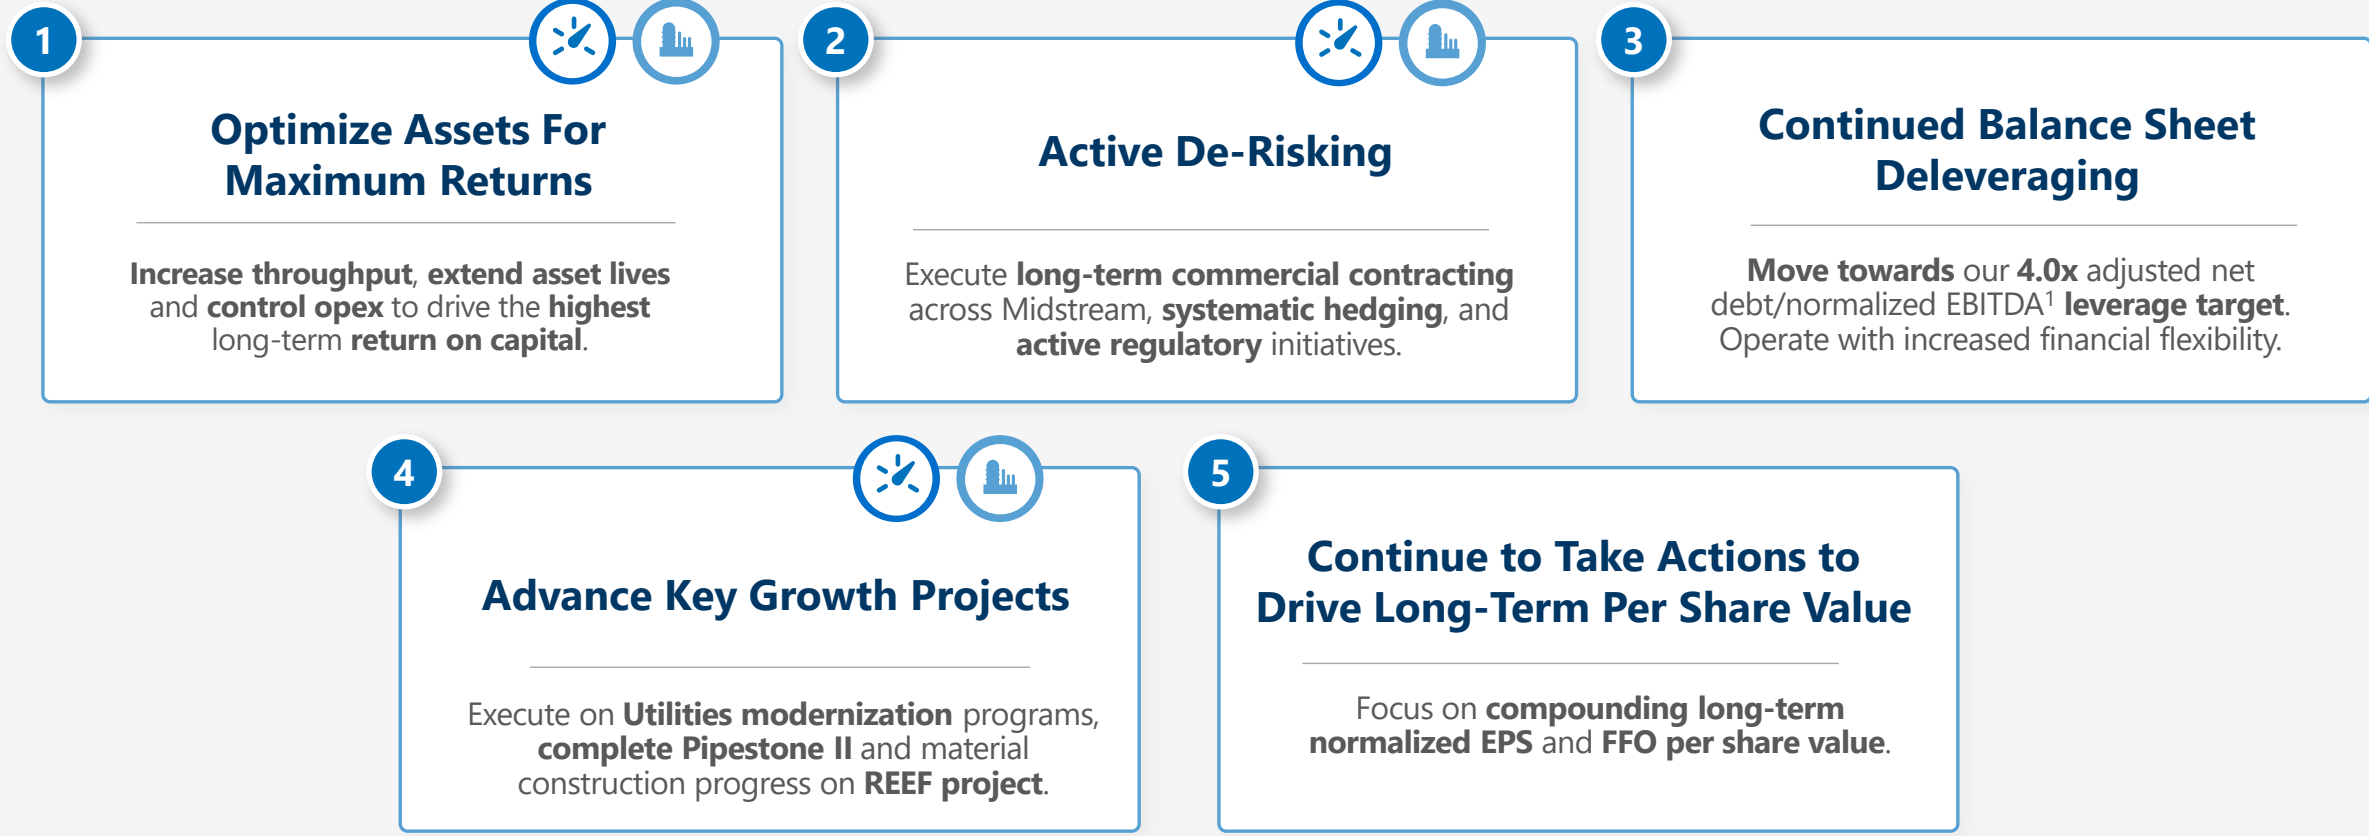 1
Optimize Assets For
Maximum Returns
Increase throughput, extend asset lives
and control opex to drive the highest
long-term return on capital.
2
Active De-Risking
Execute long-term commercial contracting
across Midstream, systematic hedging, and
active regulatory initiatives.
3
Continued Balance Sheet
Deleveraging
Move towards our 4.0x adjusted net
debt/normalized EBITDA¹ leverage target.
Operate with increased financial flexibility.
4
Advance Key Growth Projects
Execute on Utilities modernization programs,
complete Pipestone II and material
construction progress on REEF project.
5
Continue to Take Actions to
Drive Long-Term Per Share Value
Focus on compounding long-term
normalized EPS and FFO per share value.